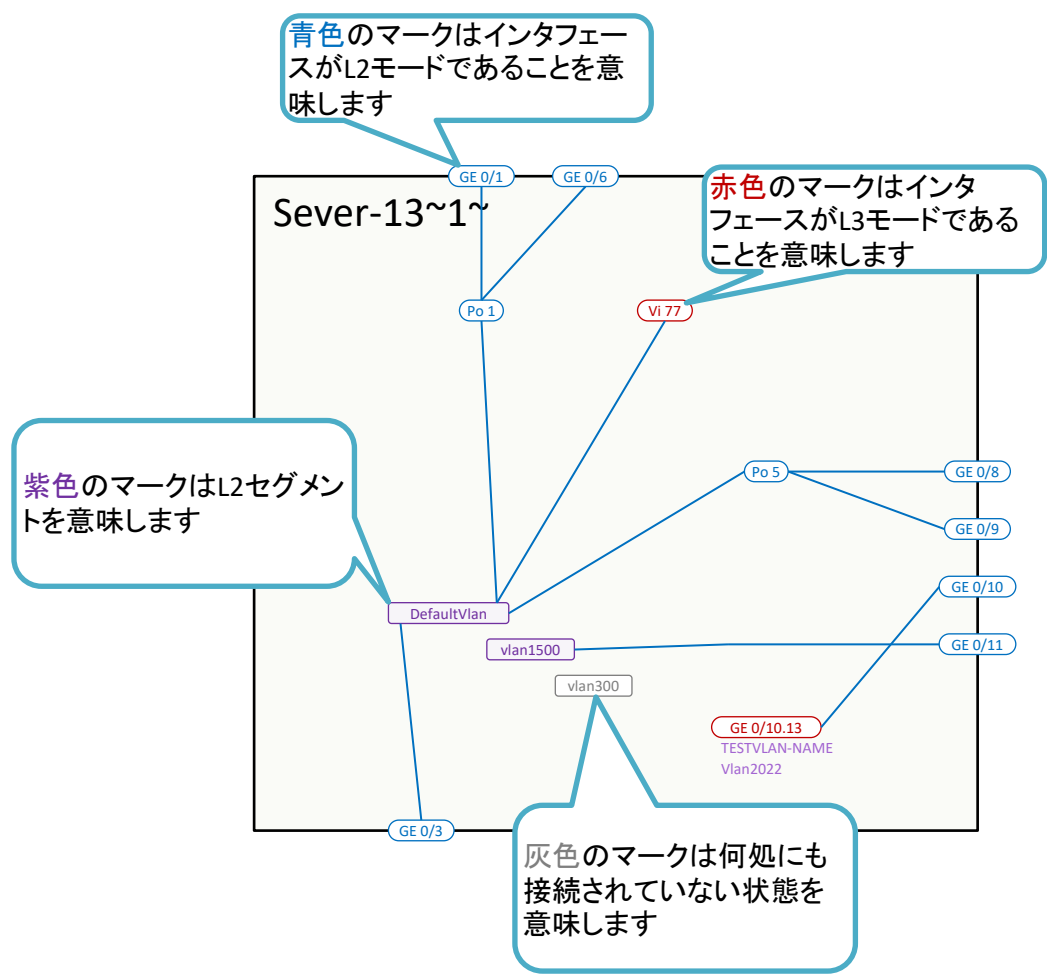 青色のマークはインタフェー
スがL2モードであることを意
味します
GE 0/1
GE 0/6
赤色のマークはインタ
フェースがL3モードである
ことを意味します
Sever-13~1~
Po 1
Vi 77
紫色のマークはL2セグメン
トを意味します
Po 5
GE 0/8
GE 0/9
GE 0/10
DefaultVlan
vlan1500
GE 0/11
vlan300
GE 0/10.13
TESTVLAN-NAME
Vlan2022
GE 0/3
灰色のマークは何処にも
接続されていない状態を
意味します